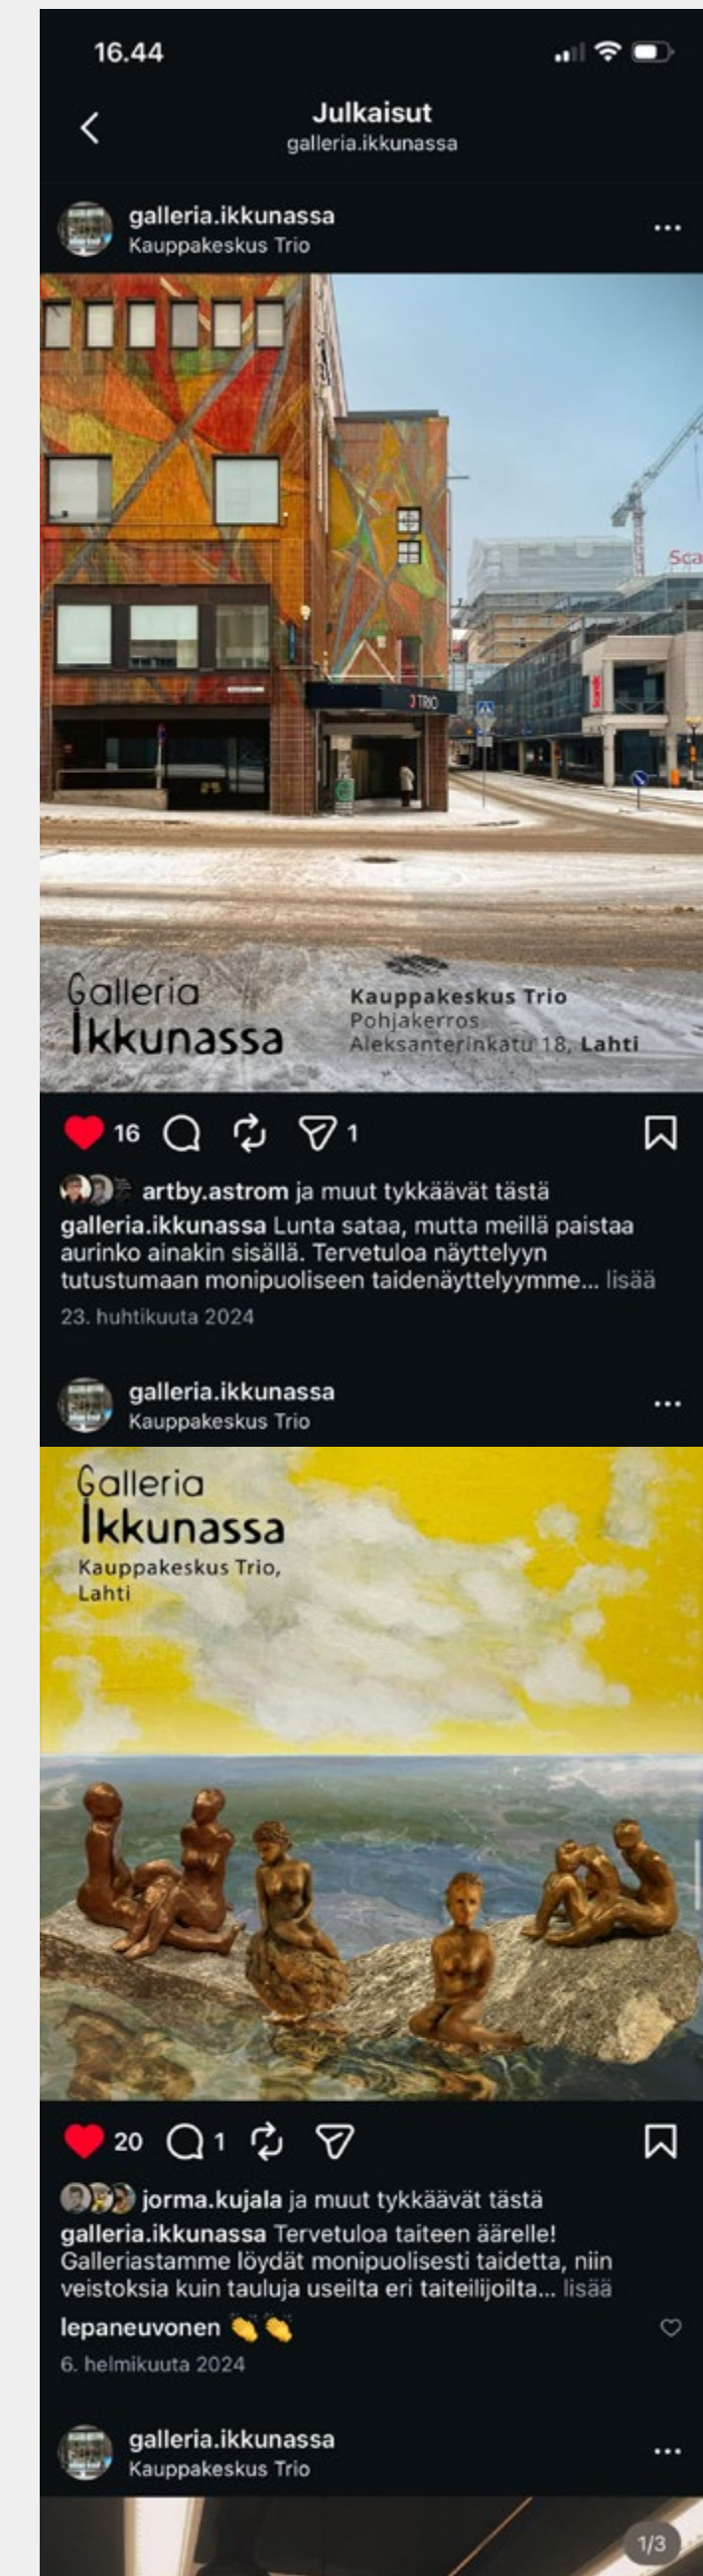 16.44
Julkaisut
galleria.ikkunassa
galleria.ikkunassa
Kauppakeskus Trio
Sca
TRIO
Scandic
Galleria
Ikkunassa
Kauppakeskus Trio
Pohjakerros
Aleksanterinkatu 18, Lahti
16
1
artby.astrom ja muut tykkäävät tästä
galleria.ikkunassa Lunta sataa, mutta meillä paistaa
aurinko ainakin sisällä. Tervetuloa näyttelyyn
tutustumaan monipuoliseen taidenäyttelyymme... lisää
23. huhtikuuta 2024
galleria.ikkunassa
Kauppakeskus Trio
Galleria
Ikkunassa
Kauppakeskus Trio,
Lahti
20
1
jorma.kujala ja muut tykkäävät tästä
galleria.ikkunassa Tervetuloa taiteen äärelle!
Galleriastamme löydät monipuolisesti taidetta, niin
veistoksia kuin tauluja useilta eri taiteilijoilta... lisää
lepaneuvonen 👏👏
6. helmikuuta 2024
galleria.ikkunassa
Kauppakeskus Trio
1/3